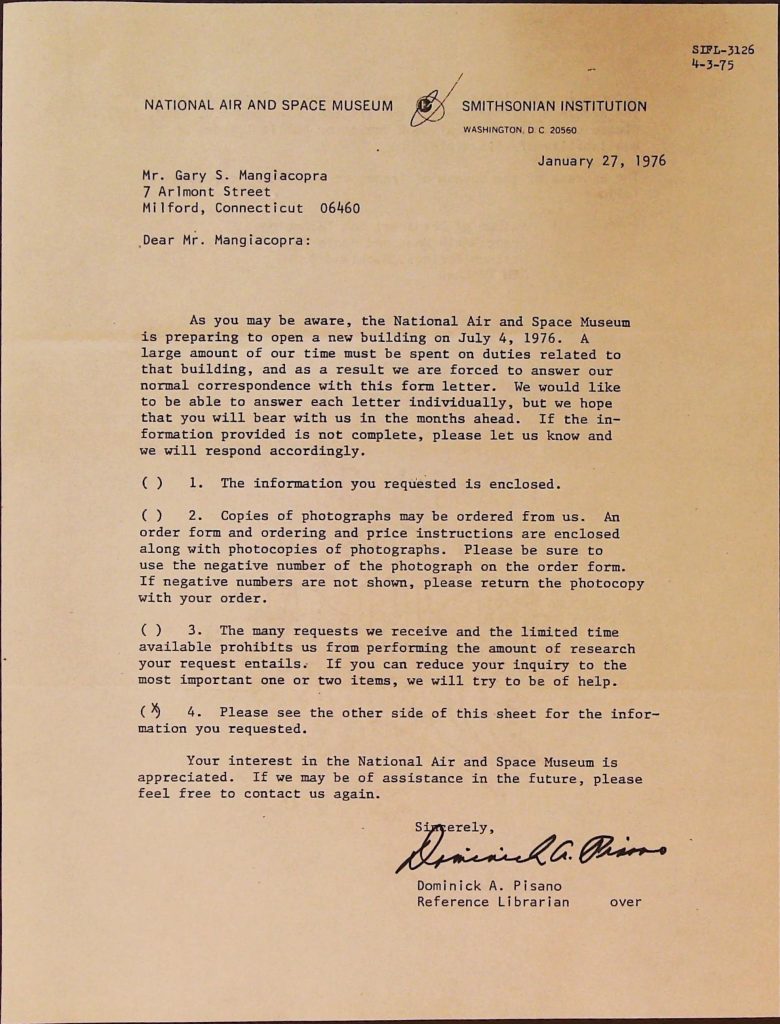 SIFL-3126
4-3-75
NATIONAL AIR AND SPACE MUSEUM SMITHSONIAN INSTITUTION
WASHINGTON, D. C. 20560
January 27, 1976
Mr. Gary S. Mangiacopra
7 Arlmont Street
Milford, Connecticut 06460
Dear Mr. Mangiacopra:
As you may be aware, the National Air and Space Museum
is preparing to open a new building on July 4, 1976. A
large amount of our time must be spent on duties related to
that building, and as a result we are forced to answer our
normal correspondence with this form letter. We would like
to be able to answer each letter individually, but we hope
that you will bear with us in the months ahead. If the in-
formation provided is not complete, please let us know and
we will respond accordingly.
( ) 1. The information you requested is enclosed.
( ) 2. Copies of photographs may be ordered from us. An
order form and ordering and price instructions are enclosed
along with photocopies of photographs. Please be sure to
use the negative number of the photograph on the order form.
If negative numbers are not shown, please return the photocopy
with your order.
( ) 3. The many requests we receive and the limited time
available prohibits us from performing the amount of research
your request entails. If you can reduce your inquiry to the
most important one or two items, we will try to be of help.
(X) 4. Please see the other side of this sheet for the infor-
mation you requested.
Your interest in the National Air and Space Museum is
appreciated. If we may be of assistance in the future, please
feel free to contact us again.
Sincerely,
Dominick A. Pisano
Dominick A. Pisano
Reference Librarian over